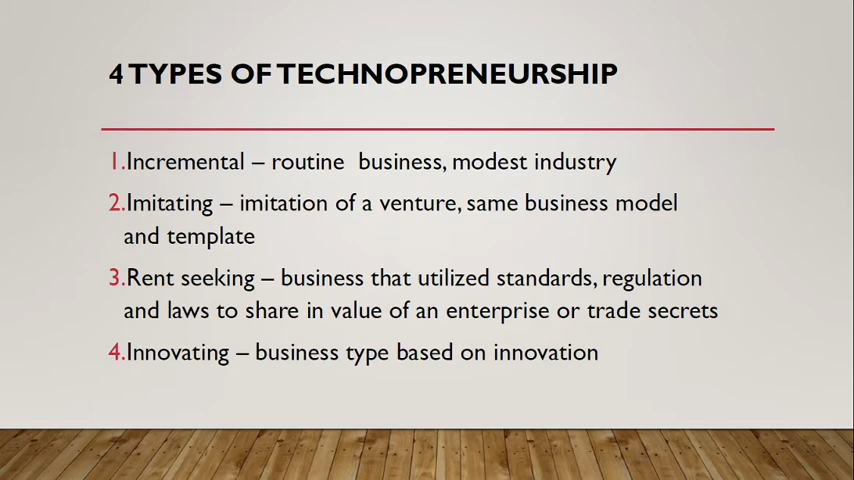 4 TYPES OF TECHNOPRENEURSHIP
1.Incremental – routine  business, modest industry
2.Imitating – imitation of a venture, same business model
and template
3.Rent seeking – business that utilized standards, regulation
and laws to share in value of an enterprise or trade secrets
4.Innovating – business type based on innovation